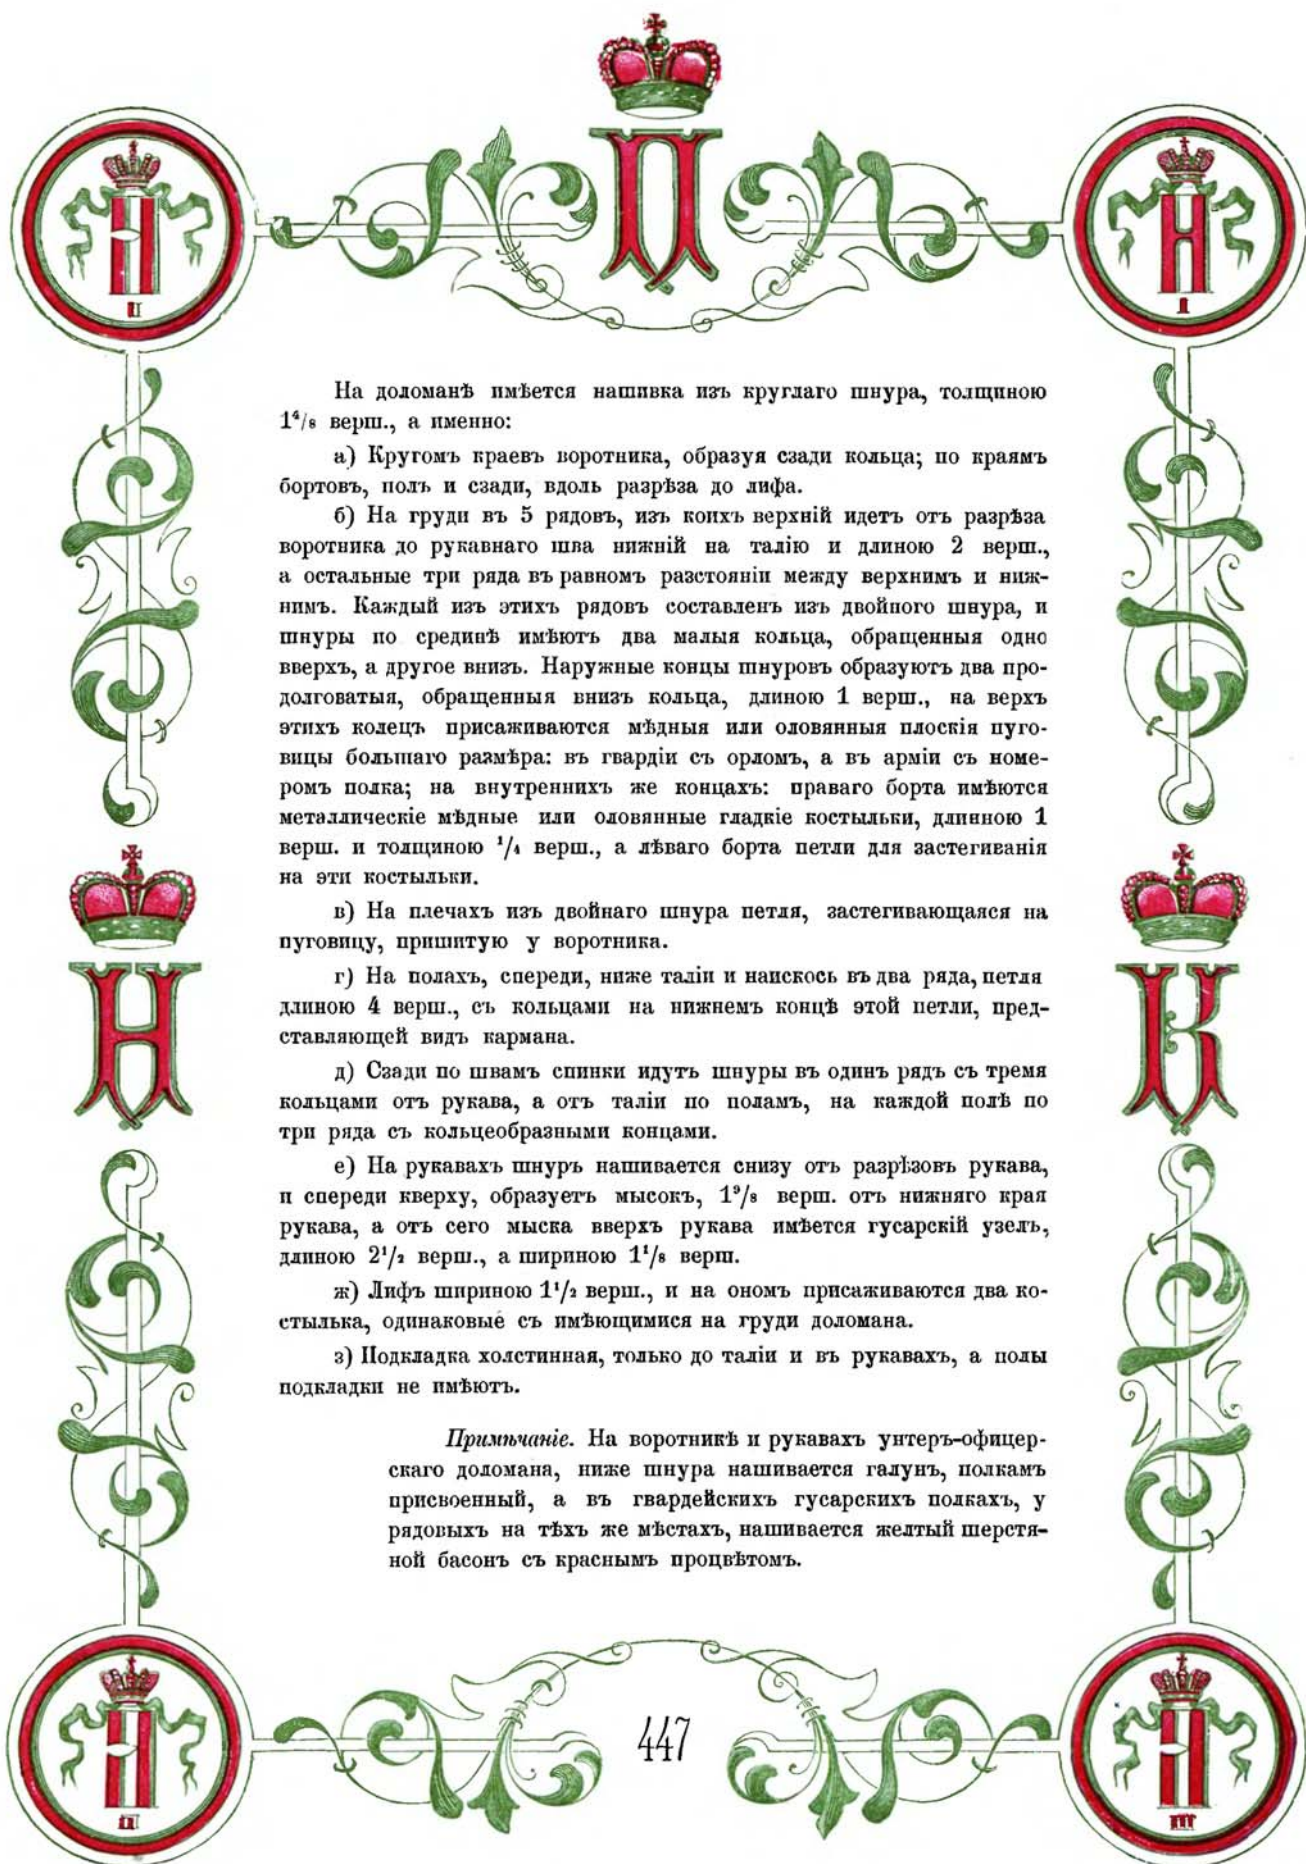 П
II
I
На доломанѣ имѣется нашивка изъ круглаго шнура, толщиною
1⁴/₈ верш., а именно:
а) Кругомъ краевъ воротника, образуя сзади кольца; по краямъ
бортовъ, полъ и сзади, вдоль разрѣза до лифа.
б) На груди въ 5 рядовъ, изъ коихъ верхній идетъ отъ разрѣза
воротника до рукавнаго шва нижній на талію и длиною 2 верш.,
а остальные три ряда въ равномъ разстояніи между верхнимъ и ниж-
нимъ. Каждый изъ этихъ рядовъ составленъ изъ двойного шнура, и
шнуры по срединѣ имѣютъ два малыя кольца, обращенныя одно
вверхъ, а другое внизъ. Наружные концы шнуровъ образуютъ два про-
долговатыя, обращенныя внизъ кольца, длиною 1 верш., на верхъ
этихъ колецъ присаживаются мѣдныя или оловянныя плоскія пуго-
вицы большаго размѣра: въ гвардіи съ орломъ, а въ арміи съ номе-
ромъ полка; на внутреннихъ же концахъ: праваго борта имѣются
металлическіе мѣдные или оловянные гладкіе костыльки, длинною 1
верш. и толщиною ¹/₄ верш., а лѣваго борта петли для застегиванія
на эти костыльки.
в) На плечахъ изъ двойнаго шнура петля, застегивающаяся на
пуговицу, пришитую у воротника.
г) На полахъ, спереди, ниже таліи и наискось въ два ряда, петля
длиною 4 верш., съ кольцами на нижнемъ концѣ этой петли, пред-
ставляющей видъ кармана.
д) Сзади по швамъ спинки идутъ шнуры въ одинъ рядъ съ тремя
кольцами отъ рукава, а отъ таліи по поламъ, на каждой полѣ по
три ряда съ кольцеобразными концами.
е) На рукавахъ шнуръ нашивается снизу отъ разрѣзовъ рукава,
и спереди кверху, образуетъ мысокъ, 1⁹/₈ верш. отъ нижняго края
рукава, а отъ сего мыска вверхъ рукава имѣется гусарскій узелъ,
длиною 2¹/₂ верш., а шириною 1¹/₈ верш.
ж) Лифъ шириною 1¹/₂ верш., и на ономъ присаживаются два ко-
стылька, одинаковые съ имѣющимися на груди доломана.
з) Подкладка холстинная, только до таліи и въ рукавахъ, а полы
подкладки не имѣютъ.
Н
К
Примѣчаніе. На воротникѣ и рукавахъ унтеръ-офицер-
скаго доломана, ниже шнура нашивается галунъ, полкамъ
присвоенный, а въ гвардейскихъ гусарскихъ полкахъ, у
рядовыхъ на тѣхъ же мѣстахъ, нашивается желтый шерстя-
ной басонъ съ краснымъ процвѣтомъ.
447
II
III